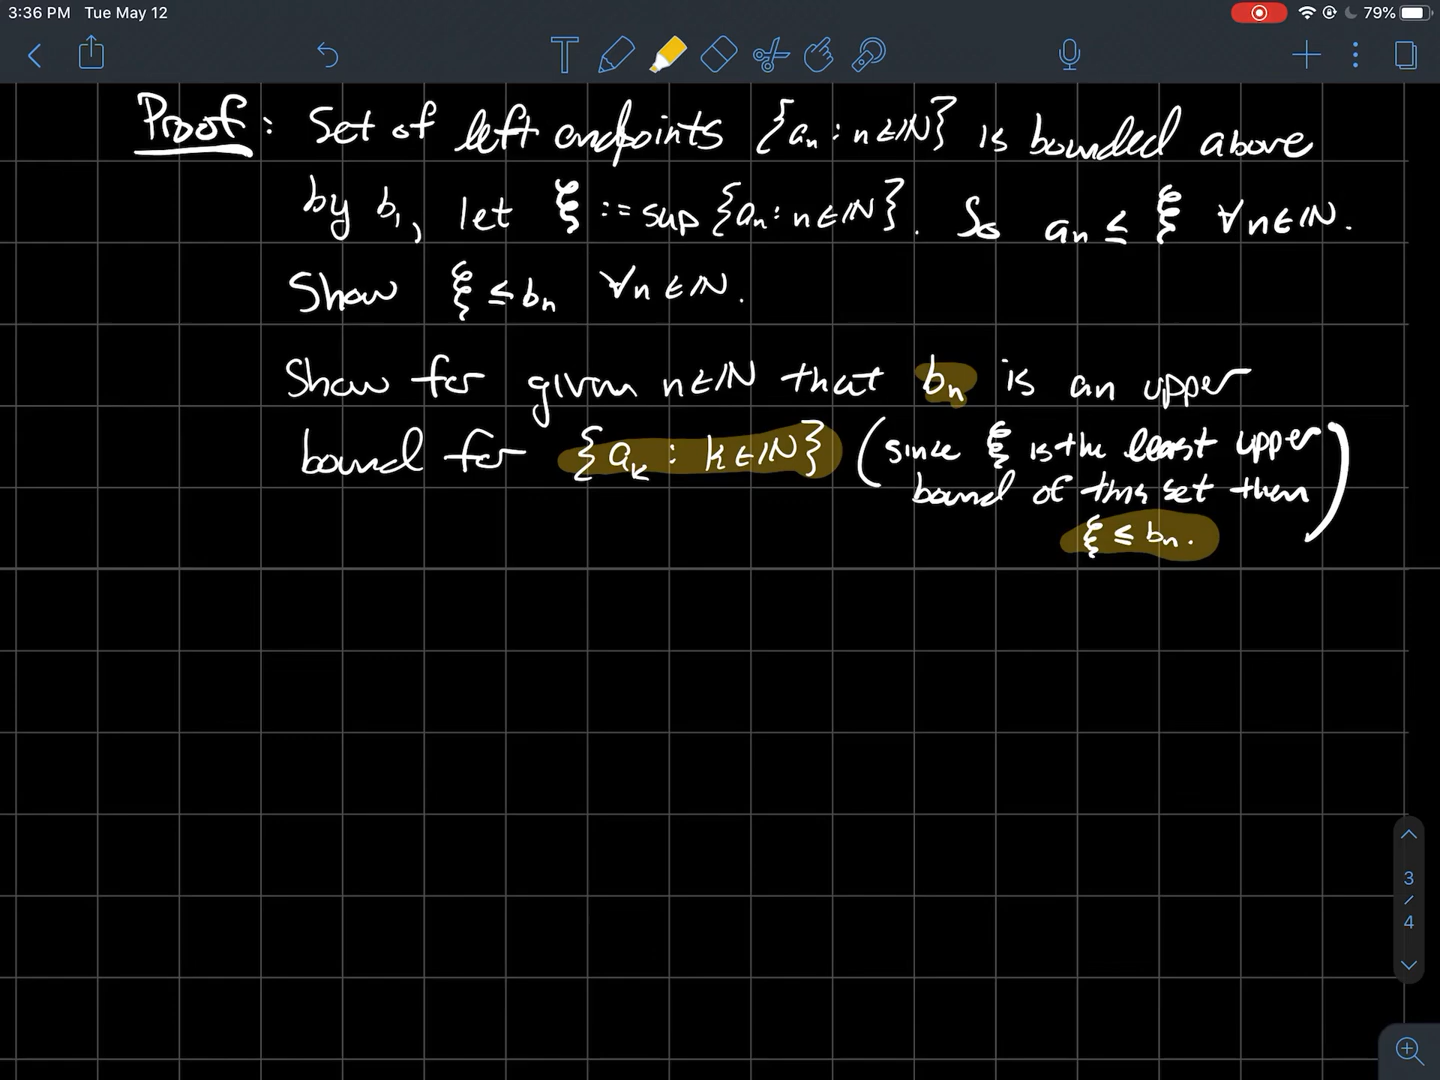 3:36 PM Tue May 12 79%
Proof: Set of left endpoints {aₙ : n∈ℕ} is bounded above
by b₁, let ξ := sup {aₙ : n∈ℕ}. So aₙ ≤ ξ ∀n∈ℕ.
Show ξ ≤ bₙ ∀n∈ℕ.
Show for given n∈ℕ that bₙ is an upper
bound for {aₖ : k∈ℕ} (since ξ is the least upper
bound of this set then
ξ ≤ bₙ.)
3
/
4